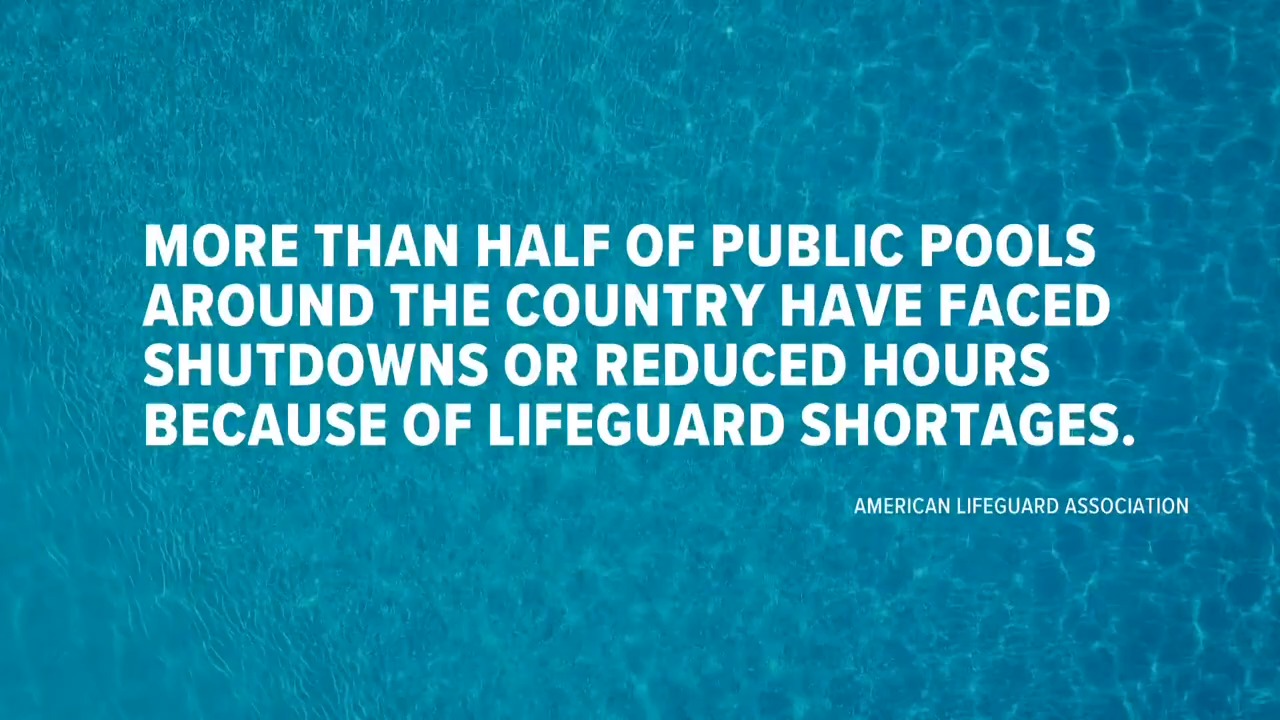 MORE THAN HALF OF PUBLIC POOLS
AROUND THE COUNTRY HAVE FACED
SHUTDOWNS OR REDUCED HOURS
BECAUSE OF LIFEGUARD SHORTAGES.
AMERICAN LIFEGUARD ASSOCIATION